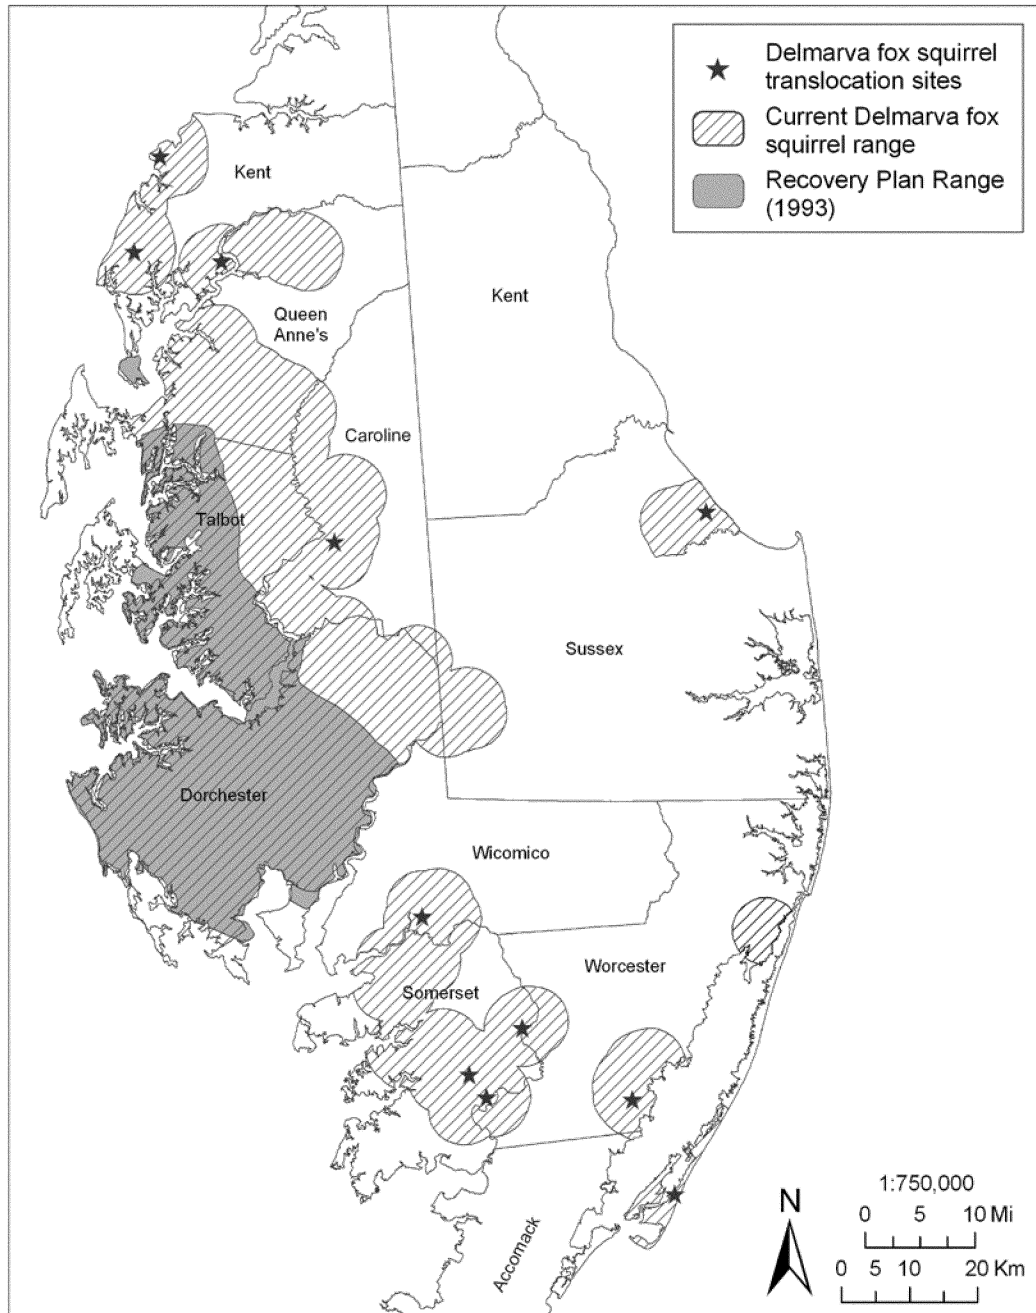 Delmarva fox squirrel
translocation sites
Current Delmarva fox
squirrel range
Recovery Plan Range
(1993)
Kent
Kent
Queen
Anne's
Caroline
Talbot
Sussex
Dorchester
Wicomico
Worcester
Somerset
Accomack
N
1:750,000
0 5 10 Mi
0 5 10 20 Km